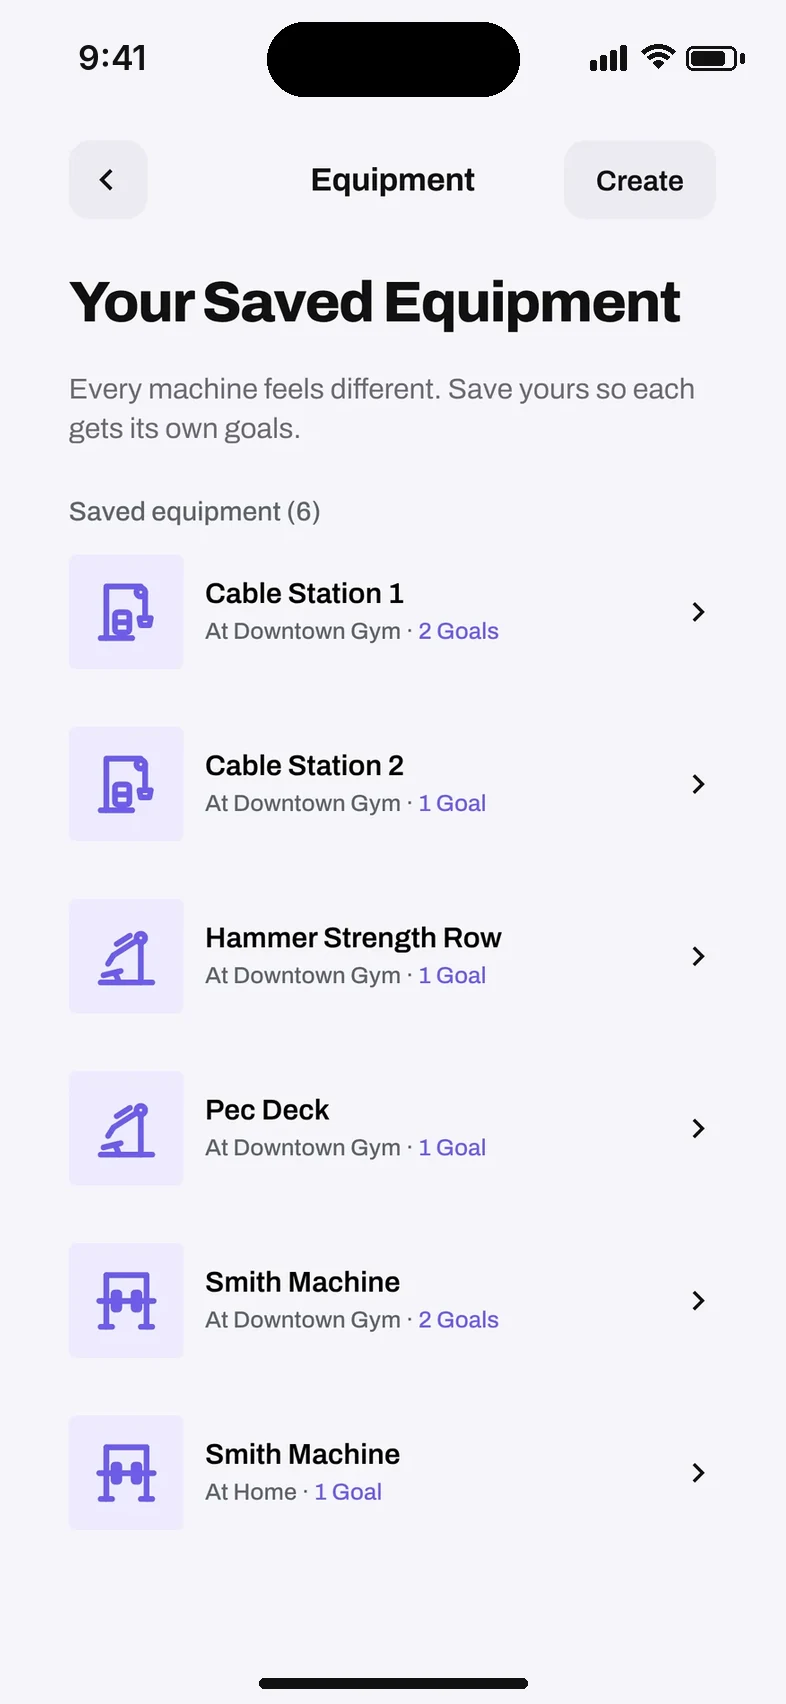 9:41
Equipment
Create
Your Saved Equipment
Every machine feels different. Save yours so each
gets its own goals.
Saved equipment (6)
Cable Station 1
At Downtown Gym · 2 Goals
Cable Station 2
At Downtown Gym · 1 Goal
Hammer Strength Row
At Downtown Gym · 1 Goal
Pec Deck
At Downtown Gym · 1 Goal
Smith Machine
At Downtown Gym · 2 Goals
Smith Machine
At Home · 1 Goal